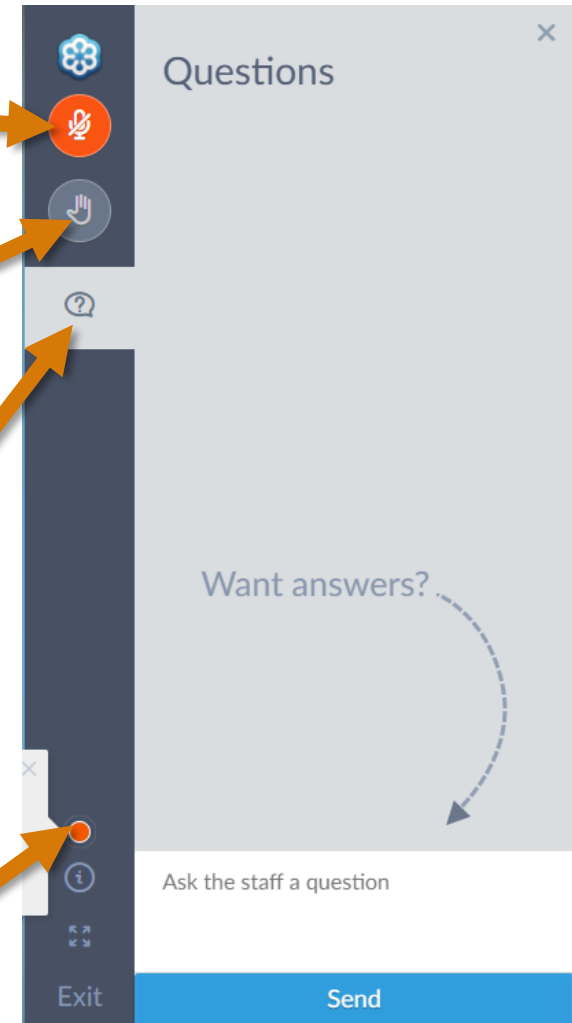 Questions
Want answers?
Ask the staff a question
Exit
Send